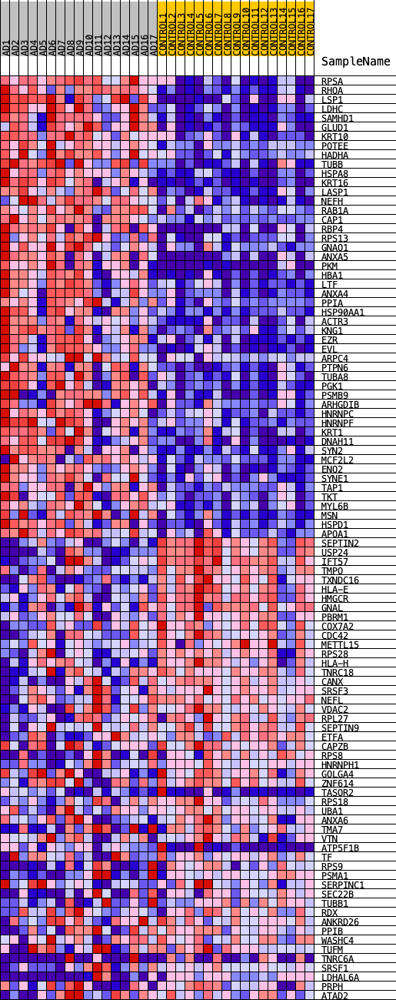 AD1
AD2
AD3
AD4
AD5
AD6
AD7
AD8
AD9
AD10
AD11
AD12
AD13
AD14
AD15
AD16
AD17
CONTROL1
CONTROL2
CONTROL3
CONTROL4
CONTROL5
CONTROL6
CONTROL7
CONTROL8
CONTROL9
CONTROL10
CONTROL11
CONTROL12
CONTROL13
CONTROL14
CONTROL15
CONTROL16
CONTROL17
SampleName
RPSA
RHOA
LSP1
LDHC
SAMHD1
GLUD1
KRT10
POTEE
HADHA
TUBB
HSPA8
KRT16
LASP1
NEFH
RAB1A
CAP1
RBP4
RPS13
GNAO1
ANXA5
PKM
HBA1
LTF
ANXA4
PPIA
HSP90AA1
ACTR3
KNG1
EZR
EVL
ARPC4
PTPN6
TUBA8
PGK1
PSMB9
ARHGDIB
HNRNPC
HNRNPF
KRT1
DNAH11
SYN2
MCF2L2
ENO2
SYNE1
TAP1
TKT
MYL6B
MSN
HSPD1
APOA1
SEPTIN2
USP24
IFT57
TMPO
TXNDC16
HLA-E
HMGCR
GNAL
PBRM1
COX7A2
CDC42
METTL15
RPS28
HLA-H
TNRC18
CANX
SRSF3
NEFL
VDAC2
RPL27
SEPTIN9
ETFA
CAPZB
RPS8
HNRNPH1
GOLGA4
ZNF614
TASOR2
RPS18
UBA1
ANXA6
TMA7
VTN
ATP5F1B
TF
RPS9
PSMA1
SERPINC1
SEC22B
TUBB1
RDX
ANKRD26
PPIB
WASHC4
TUFM
TNRC6A
SRSF1
LDHAL6A
PRPH
ATAD2